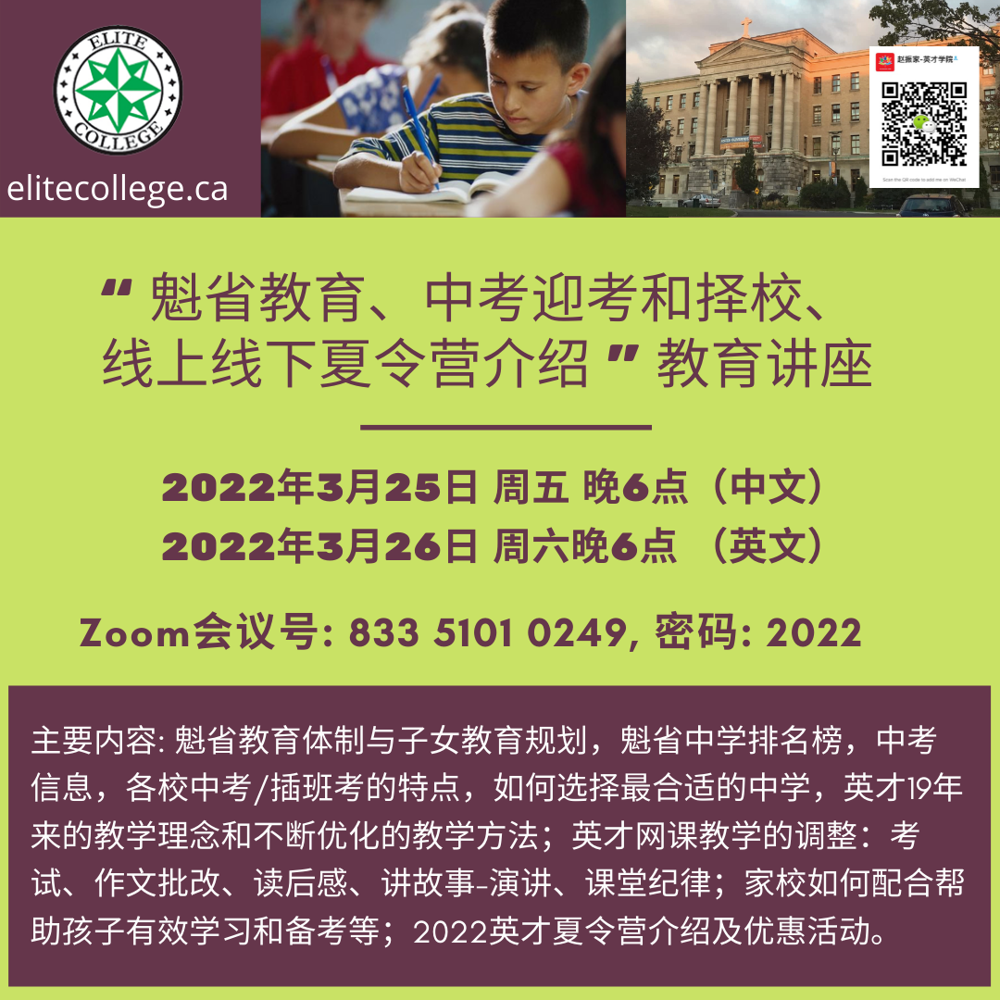 ELITE
COLLEGE
elitecollege.ca
赵振家-英才学院
Scan the QR code to add me on WeChat
“ 魁省教育、中考迎考和择校、
线上线下夏令营介绍 ” 教育讲座
2022年3月25日 周五 晚6点（中文）
2022年3月26日 周六晚6点 （英文）
Zoom会议号: 833 5101 0249, 密码: 2022
主要内容: 魁省教育体制与子女教育规划，魁省中学排名榜，中考
信息，各校中考/插班考的特点，如何选择最合适的中学，英才19年
来的教学理念和不断优化的教学方法；英才网课教学的调整：考
试、作文批改、读后感、讲故事-演讲、课堂纪律；家校如何配合帮
助孩子有效学习和备考等；2022英才夏令营介绍及优惠活动。